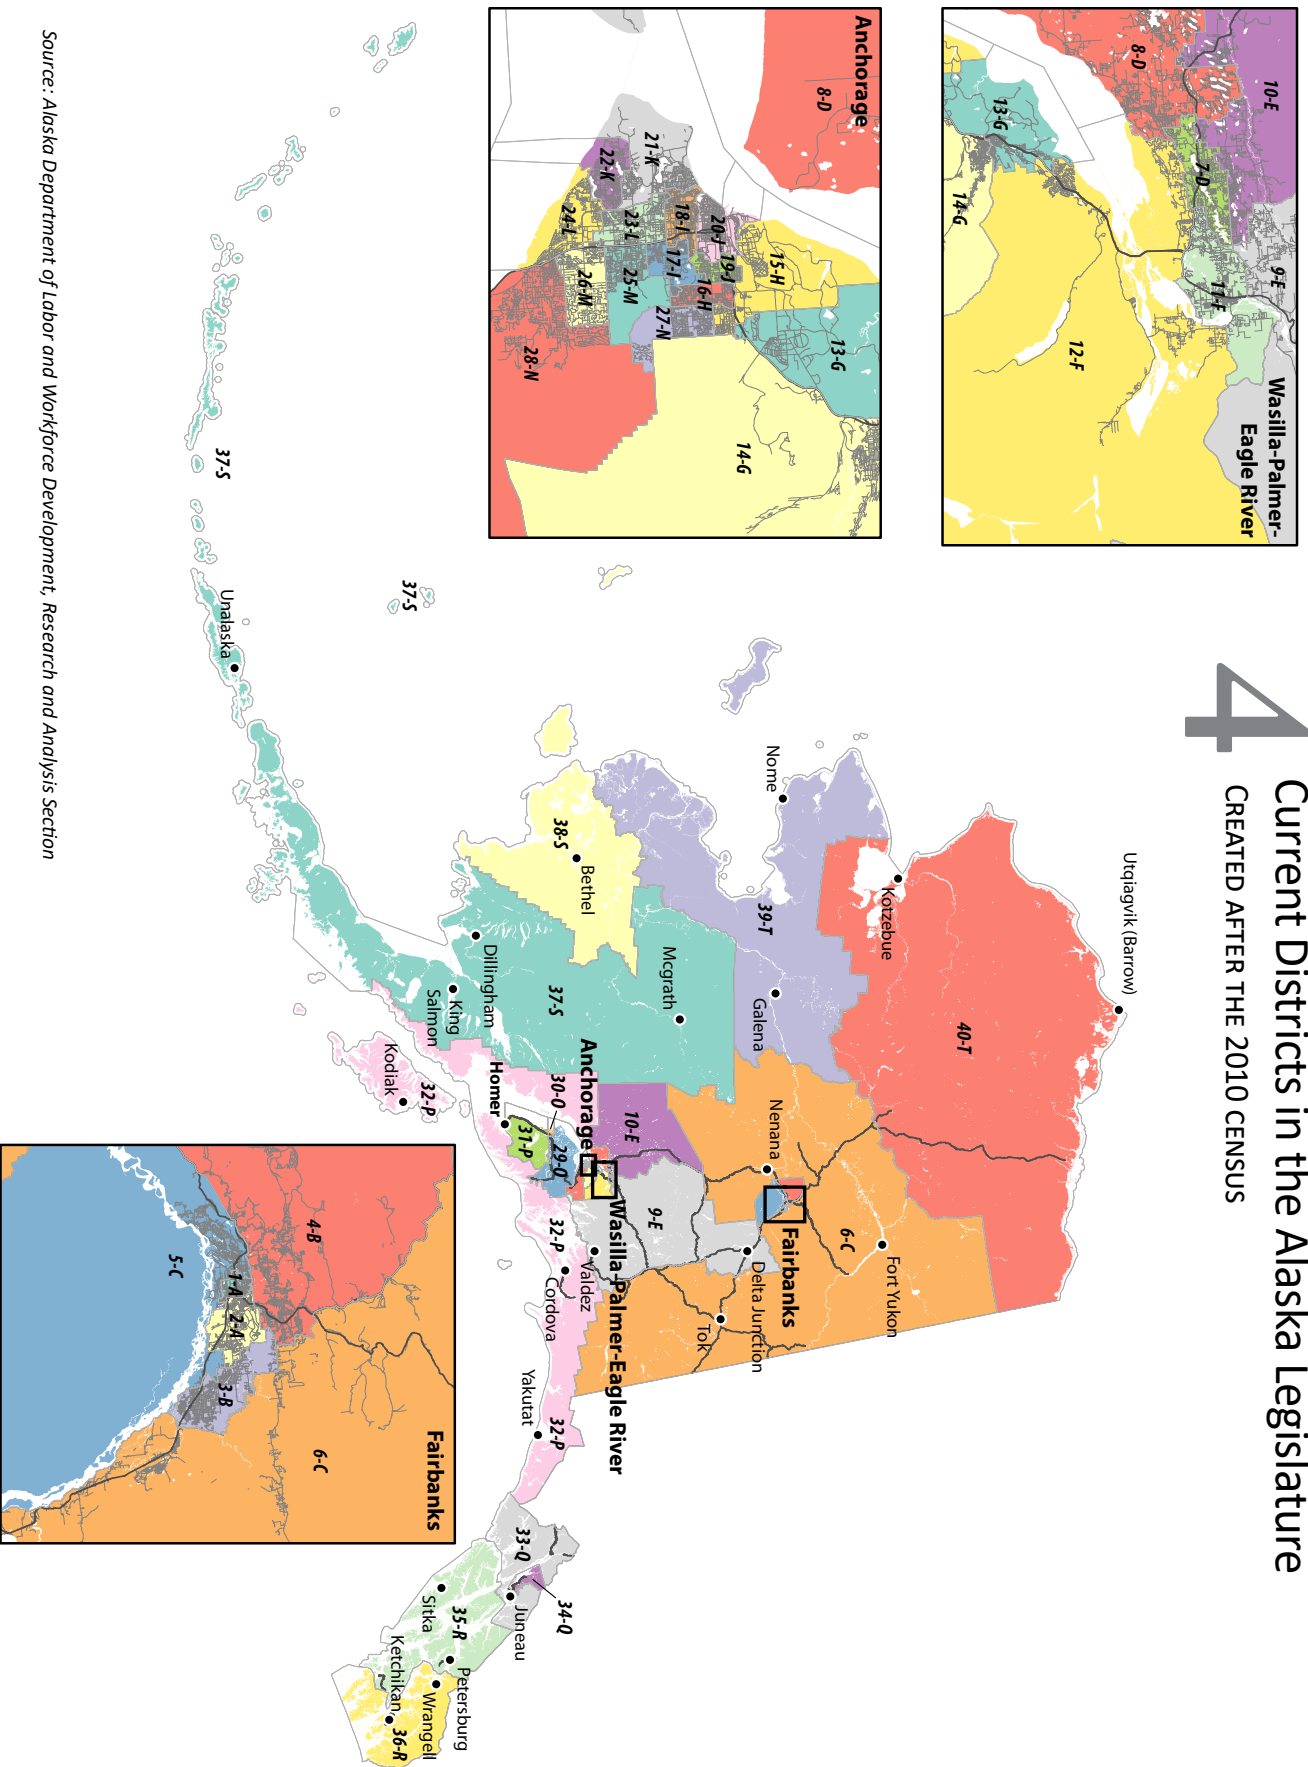 4
Current Districts in the Alaska Legislature
CREATED AFTER THE 2010 CENSUS
Wasilla-Palmer-
Eagle River
10-E
8-D
7-D
9-E
13-G
11-F
14-G
12-F
Anchorage
8-D
21-K
22-K
20-J
18-I
15-H
24-L
23-L
19-J
17-I
16-H
26-M
25-M
27-N
13-G
28-N
14-G
Utqiagvik (Barrow)
Kotzebue
40-T
Nome
39-T
Galena
Fort Yukon
6-C
Nenana
Fairbanks
Delta Junction
Tok
38-S
Bethel
Mcgrath
37-S
Dillingham
King
Salmon
10-E
9-E
Anchorage
Wasilla-Palmer-Eagle River
30-O
29-O
31-P
Homer
32-P
Kodiak
32-P
Valdez
Cordova
Yakutat
32-P
37-S
37-S
Unalaska
33-Q
34-Q
Juneau
Sitka
35-R
Petersburg
Wrangell
Ketchikan
36-R
Fairbanks
4-B
5-C
1-A
2-A
3-B
6-C
Source: Alaska Department of Labor and Workforce Development, Research and Analysis Section